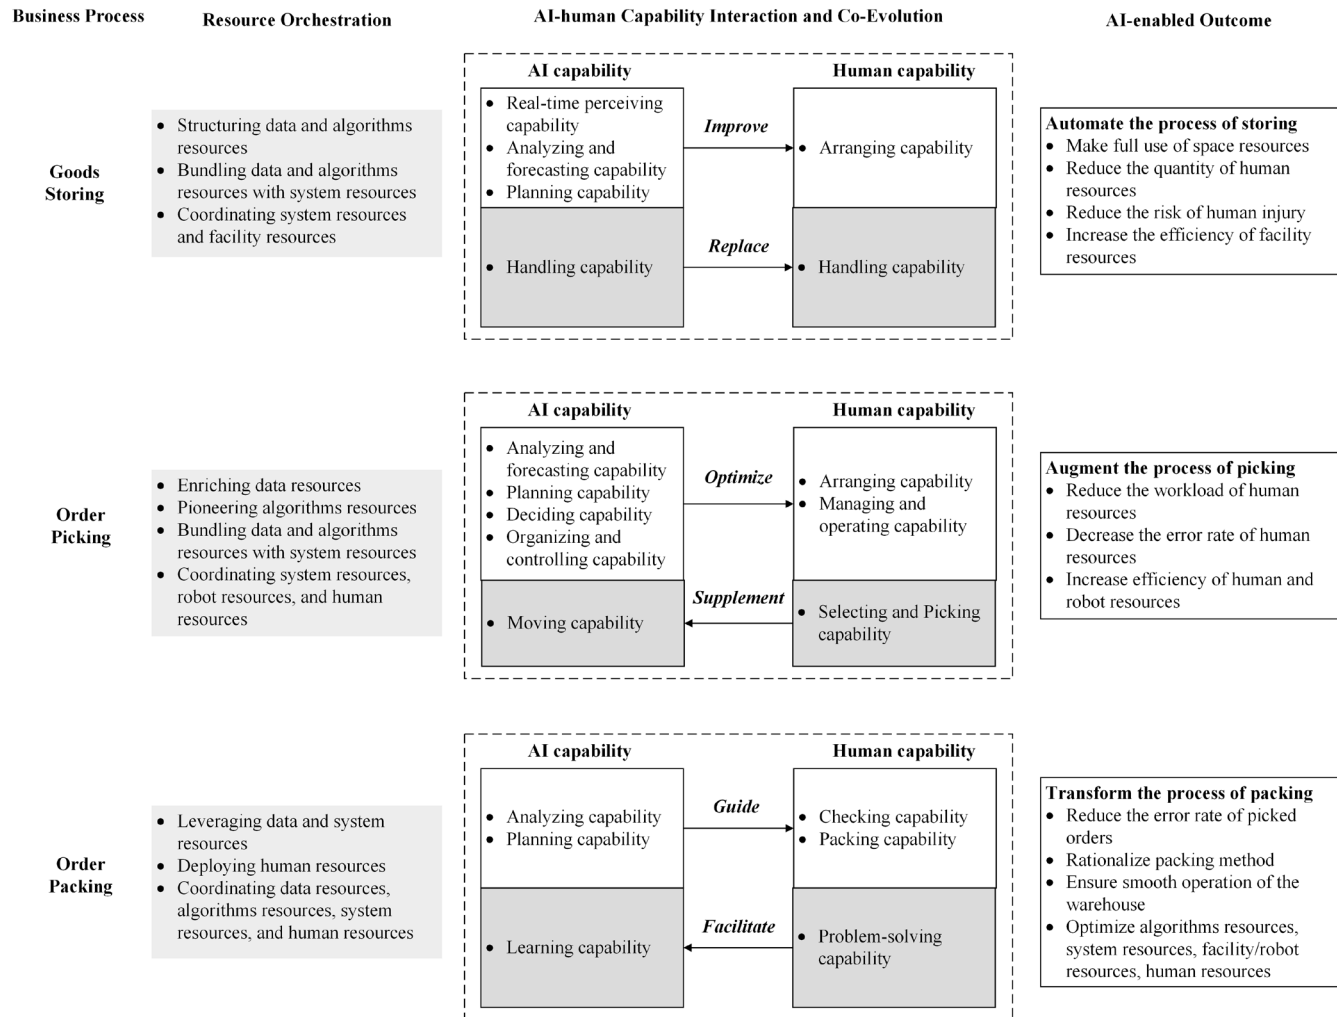 Business Process
Resource Orchestration
AI-human Capability Interaction and Co-Evolution
AI-enabled Outcome
Goods
Storing
• Structuring data and algorithms
resources
• Bundling data and algorithms
resources with system resources
• Coordinating system resources
and facility resources
AI capability
• Real-time perceiving
capability
• Analyzing and
forecasting capability
• Planning capability
• Handling capability
Improve
Replace
Human capability
• Arranging capability
• Handling capability
Automate the process of storing
• Make full use of space resources
• Reduce the quantity of human
resources
• Reduce the risk of human injury
• Increase the efficiency of facility
resources
Order
Picking
• Enriching data resources
• Pioneering algorithms resources
• Bundling data and algorithms
resources with system resources
• Coordinating system resources,
robot resources, and human
resources
AI capability
• Analyzing and
forecasting capability
• Planning capability
• Deciding capability
• Organizing and
controlling capability
• Moving capability
Optimize
Supplement
Human capability
• Arranging capability
• Managing and
operating capability
• Selecting and Picking
capability
Augment the process of picking
• Reduce the workload of human
resources
• Decrease the error rate of human
resources
• Increase efficiency of human and
robot resources
Order
Packing
• Leveraging data and system
resources
• Deploying human resources
• Coordinating data resources,
algorithms resources, system
resources, and human resources
AI capability
• Analyzing capability
• Planning capability
• Learning capability
Guide
Facilitate
Human capability
• Checking capability
• Packing capability
• Problem-solving
capability
Transform the process of packing
• Reduce the error rate of picked
orders
• Rationalize packing method
• Ensure smooth operation of the
warehouse
• Optimize algorithms resources,
system resources, facility/robot
resources, human resources